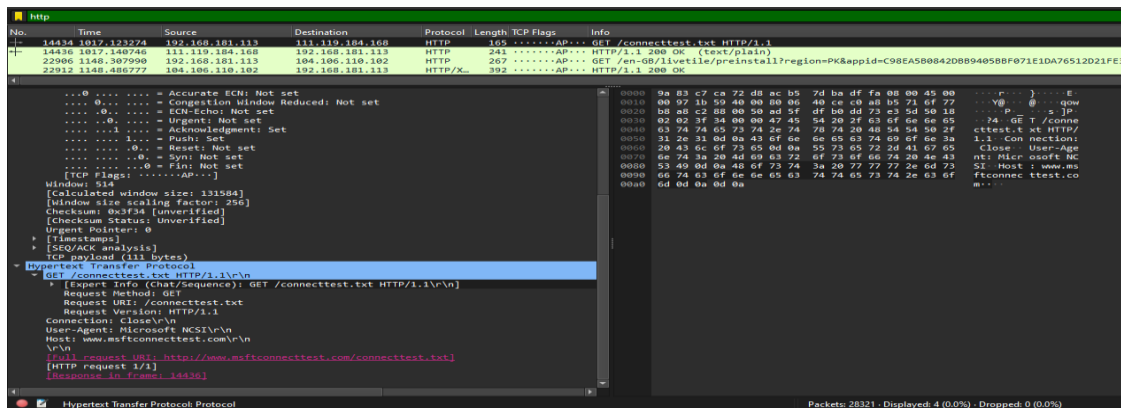 http
No. Time Source Destination Protocol Length TCP Flags Info
14434 1017.123274 192.168.181.113 111.119.184.168 HTTP 165 ·······AP··· GET /connecttest.txt HTTP/1.1
14436 1017.140746 111.119.184.168 192.168.181.113 HTTP 241 ·······AP··· HTTP/1.1 200 OK (text/plain)
22906 1148.307990 192.168.181.113 104.106.110.102 HTTP 267 ·······AP··· GET /en-GB/livetile/preinstall?region=PK&appid=C98EA5B0842DBB9405BBF071E1DA76512D21FE3
22912 1148.486777 104.106.110.102 192.168.181.113 HTTP/X… 392 ·······AP··· HTTP/1.1 200 OK
...0 .... .... = Accurate ECN: Not set
.... 0... .... = Congestion Window Reduced: Not set
.... .0.. .... = ECN-Echo: Not set
.... ..0. .... = Urgent: Not set
.... ...1 .... = Acknowledgment: Set
.... .... 1... = Push: Set
.... .... .0.. = Reset: Not set
.... .... ..0. = Syn: Not set
.... .... ...0 = Fin: Not set
[TCP Flags: ·······AP···]
Window: 514
[Calculated window size: 131584]
[Window size scaling factor: 256]
Checksum: 0x3f34 [unverified]
[Checksum Status: Unverified]
Urgent Pointer: 0
[Timestamps]
[SEQ/ACK analysis]
TCP payload (111 bytes)
Hypertext Transfer Protocol
GET /connecttest.txt HTTP/1.1\r\n
[Expert Info (Chat/Sequence): GET /connecttest.txt HTTP/1.1\r\n]
Request Method: GET
Request URI: /connecttest.txt
Request Version: HTTP/1.1
Connection: Close\r\n
User-Agent: Microsoft NCSI\r\n
Host: www.msftconnecttest.com\r\n
\r\n
[Full request URI: http://www.msftconnecttest.com/connecttest.txt]
[HTTP request 1/1]
[Response in frame: 14436]
0000 9a 83 c7 ca 72 d8 ac b5 7d ba df fa 08 00 45 00 ····r··· }·····E·
0010 00 97 1b 59 40 00 80 06 40 ce c0 a8 b5 71 6f 77 ···Y@··· @····qow
0020 b8 a8 c2 88 00 50 ad 5f df b0 dd 73 e3 5d 50 18 ·····P·_ ···s·]P·
0030 02 02 3f 34 00 00 47 45 54 20 2f 63 6f 6e 6e 65 ··?4··GE T /conne
0040 63 74 74 65 73 74 2e 74 78 74 20 48 54 54 50 2f cttest.t xt HTTP/
0050 31 2e 31 0d 0a 43 6f 6e 6e 65 63 74 69 6f 6e 3a 1.1··Con nection:
0060 20 43 6c 6f 73 65 0d 0a 55 73 65 72 2d 41 67 65 Close·· User-Age
0070 6e 74 3a 20 4d 69 63 72 6f 73 6f 66 74 20 4e 43 nt: Micr osoft NC
0080 53 49 0d 0a 48 6f 73 74 3a 20 77 77 77 2e 6d 73 SI··Host : www.ms
0090 66 74 63 6f 6e 6e 65 63 74 74 65 73 74 2e 63 6f ftconnec ttest.co
00a0 6d 0d 0a 0d 0a m····
Hypertext Transfer Protocol: Protocol
Packets: 28321 · Displayed: 4 (0.0%) · Dropped: 0 (0.0%)